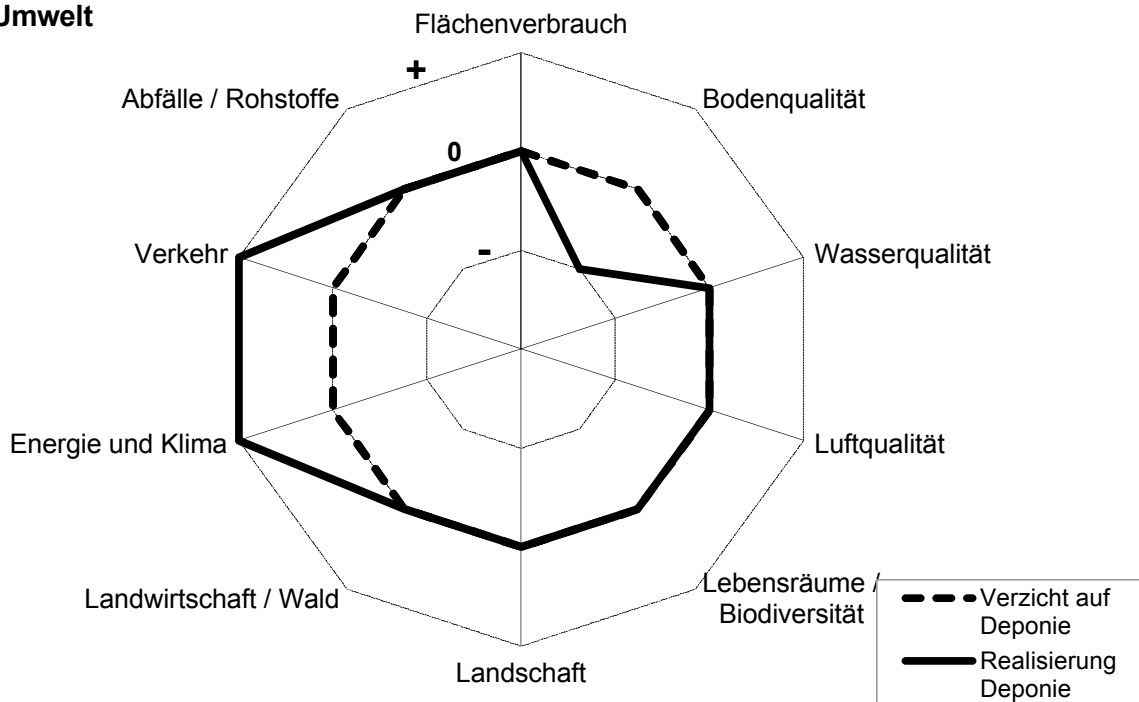 Umwelt
Flächenverbrauch
+
Abfälle / Rohstoffe
Bodenqualität
0
-
Verkehr
Wasserqualität
Energie und Klima
Luftqualität
Landwirtschaft / Wald
Lebensräume /
Biodiversität
Landschaft
Verzicht auf
Deponie
Realisierung
Deponie